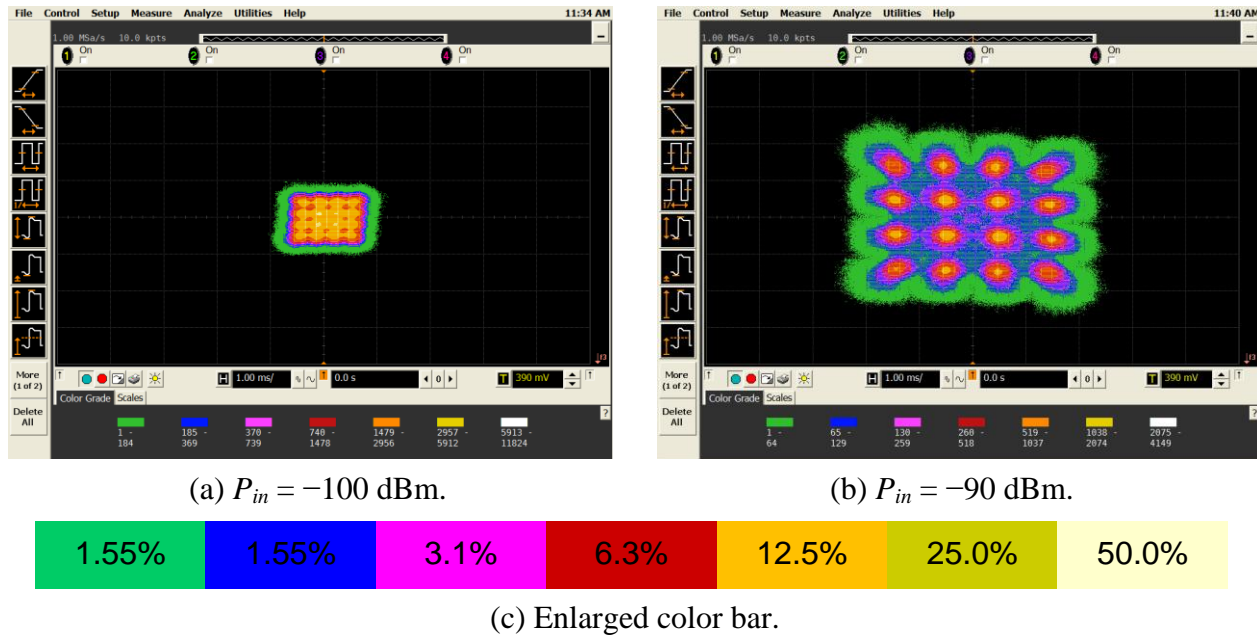 File Control Setup Measure Analyze Utilities Help 11:34 AM
1.00 MSa/s 10.0 kpts
1 On 2 On 3 On 4 On
More
(1 of 2)
Delete
All
H 1.00 ms/ 0.0 s 0 T 390 mV
Color Grade Scales
?
1 - 185 - 370 - 740 - 1479 - 2957 - 5913 -
184 369 739 1478 2956 5912 11824
(a) Pin = −100 dBm.
File Control Setup Measure Analyze Utilities Help 11:40 AM
1.00 MSa/s 10.0 kpts
1 On 2 On 3 On 4 On
More
(1 of 2)
Delete
All
H 1.00 ms/ 0.0 s 0 T 390 mV
Color Grade Scales
?
1 - 65 - 130 - 260 - 519 - 1038 - 2075 -
64 129 259 518 1037 2074 4149
(b) Pin = −90 dBm.
1.55% 1.55% 3.1% 6.3% 12.5% 25.0% 50.0%
(c) Enlarged color bar.